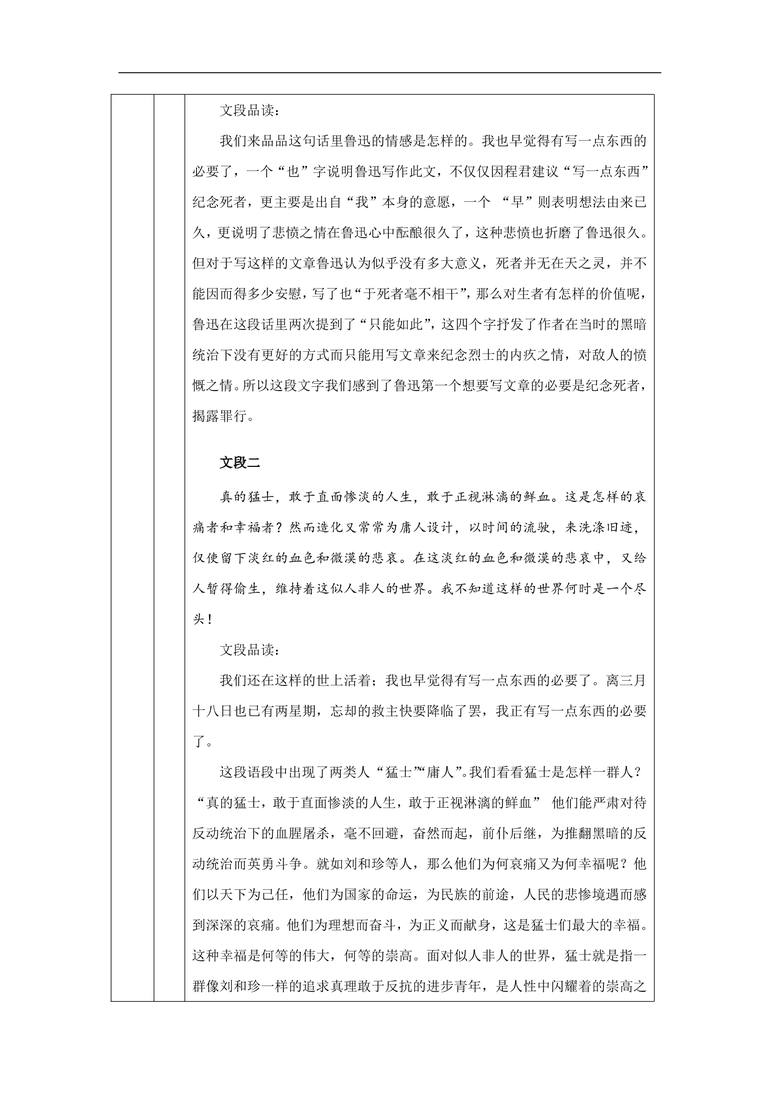 文段品读：
我们来品品这句话里鲁迅的情感是怎样的。我也早觉得有写一点东西的
必要了，一个“也”字说明鲁迅写作此文，不仅仅因程君建议“写一点东西”
纪念死者，更主要是出自“我”本身的意愿，一个 “早”则表明想法由来已
久，更说明了悲愤之情在鲁迅心中酝酿很久了，这种悲愤也折磨了鲁迅很久。
但对于写这样的文章鲁迅认为似乎没有多大意义，死者并无在天之灵，并不
能因而得多少安慰，写了也“于死者毫不相干”，那么对生者有怎样的价值呢，
鲁迅在这段话里两次提到了“只能如此”，这四个字抒发了作者在当时的黑暗
统治下没有更好的方式而只能用写文章来纪念烈士的内疚之情，对敌人的愤
慨之情。所以这段文字我们感到了鲁迅第一个想要写文章的必要是纪念死者，
揭露罪行。
文段二
真的猛士，敢于直面惨淡的人生，敢于正视淋漓的鲜血。这是怎样的哀
痛者和幸福者？然而造化又常常为庸人设计，以时间的流驶，来洗涤旧迹，
仅使留下淡红的血色和微漠的悲哀。在这淡红的血色和微漠的悲哀中，又给
人暂得偷生，维持着这似人非人的世界。我不知道这样的世界何时是一个尽
头！
文段品读：
我们还在这样的世上活着；我也早觉得有写一点东西的必要了。离三月
十八日也已有两星期，忘却的救主快要降临了罢，我正有写一点东西的必要
了。
这段语段中出现了两类人“猛士”“庸人”。我们看看猛士是怎样一群人？
“真的猛士，敢于直面惨淡的人生，敢于正视淋漓的鲜血” 他们能严肃对待
反动统治下的血腥屠杀，毫不回避，奋然而起，前仆后继，为推翻黑暗的反
动统治而英勇斗争。就如刘和珍等人，那么他们为何哀痛又为何幸福呢？他
们以天下为己任，他们为国家的命运，为民族的前途，人民的悲惨境遇而感
到深深的哀痛。他们为理想而奋斗，为正义而献身，这是猛士们最大的幸福。
这种幸福是何等的伟大，何等的崇高。面对似人非人的世界，猛士就是指一
群像刘和珍一样的追求真理敢于反抗的进步青年，是人性中闪耀着的崇高之